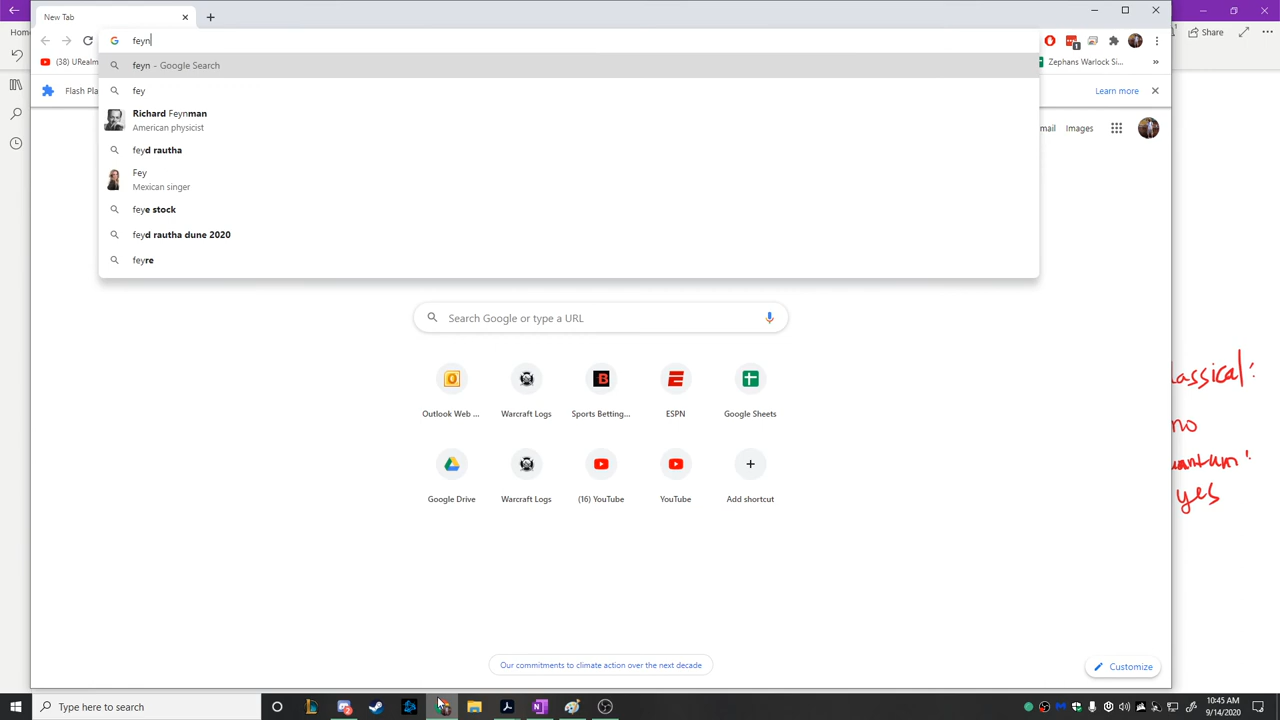 New Tab
Home
Share
feyn
(38) URealm
Zephans Warlock Si...
feyn - Google Search
Flash Pla
Learn more
fey
Richard Feynman
American physicist
mail
Images
feyd rautha
Fey
Mexican singer
feye stock
feyd rautha dune 2020
feyre
Search Google or type a URL
lassical:
Outlook Web ...
Warcraft Logs
Sports Betting...
ESPN
Google Sheets
no
uantum:
yes
Google Drive
Warcraft Logs
(16) YouTube
YouTube
Add shortcut
Our commitments to climate action over the next decade
Customize
Type here to search
10:45 AM
9/14/2020